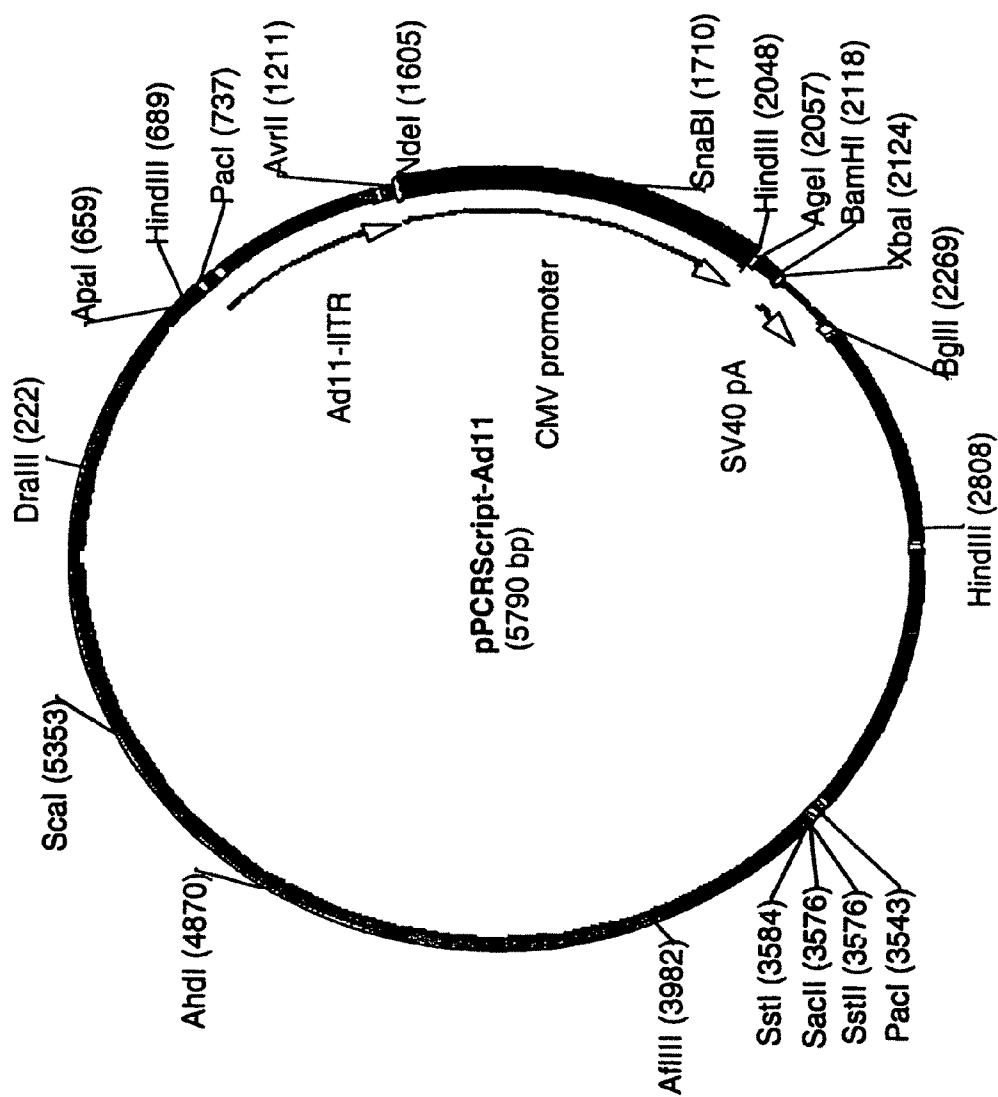 DraIII (222)
ApaI (659)
HindIII (689)
PacI (737)
AvrII (1211)
NdeI (1605)
SnaBI (1710)
HindIII (2048)
AgeI (2057)
BamHI (2118)
XbaI (2124)
BglII (2269)
HindIII (2808)
PacI (3543)
SstII (3576)
SacII (3576)
SstI (3584)
AflIII (3982)
AhdI (4870)
ScaI (5353)
Ad11-lITR
CMV promoter
SV40 pA
pPCRScript-Ad11
(5790 bp)